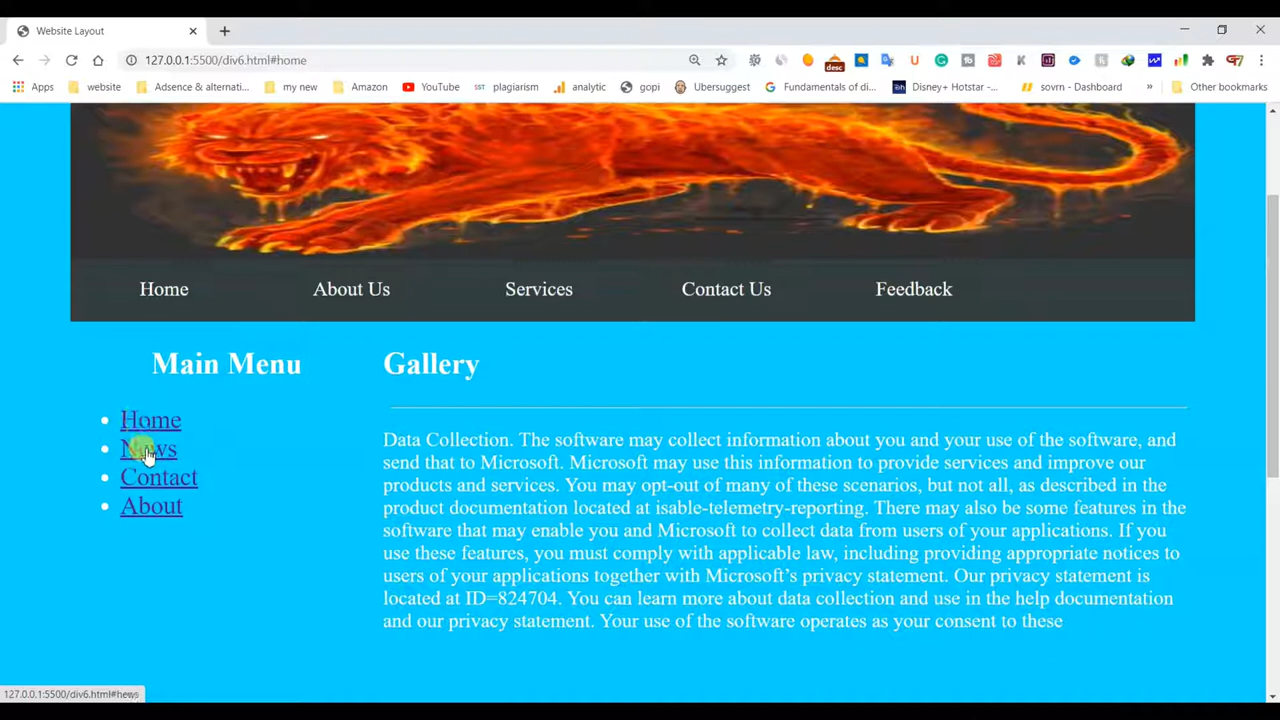 Website Layout
127.0.0.1:5500/div6.html#home
desc
Apps website Adsence & alternati... my new Amazon YouTube plagiarism analytic gopi Ubersuggest Fundamentals of di... Disney+ Hotstar -... sovrn - Dashboard » Other bookmarks
Home About Us Services Contact Us Feedback
Main Menu
Home
News
Contact
About
Gallery
Data Collection. The software may collect information about you and your use of the software, and
send that to Microsoft. Microsoft may use this information to provide services and improve our
products and services. You may opt-out of many of these scenarios, but not all, as described in the
product documentation located at isable-telemetry-reporting. There may also be some features in the
software that may enable you and Microsoft to collect data from users of your applications. If you
use these features, you must comply with applicable law, including providing appropriate notices to
users of your applications together with Microsoft’s privacy statement. Our privacy statement is
located at ID=824704. You can learn more about data collection and use in the help documentation
and our privacy statement. Your use of the software operates as your consent to these
127.0.0.1:5500/div6.html#news